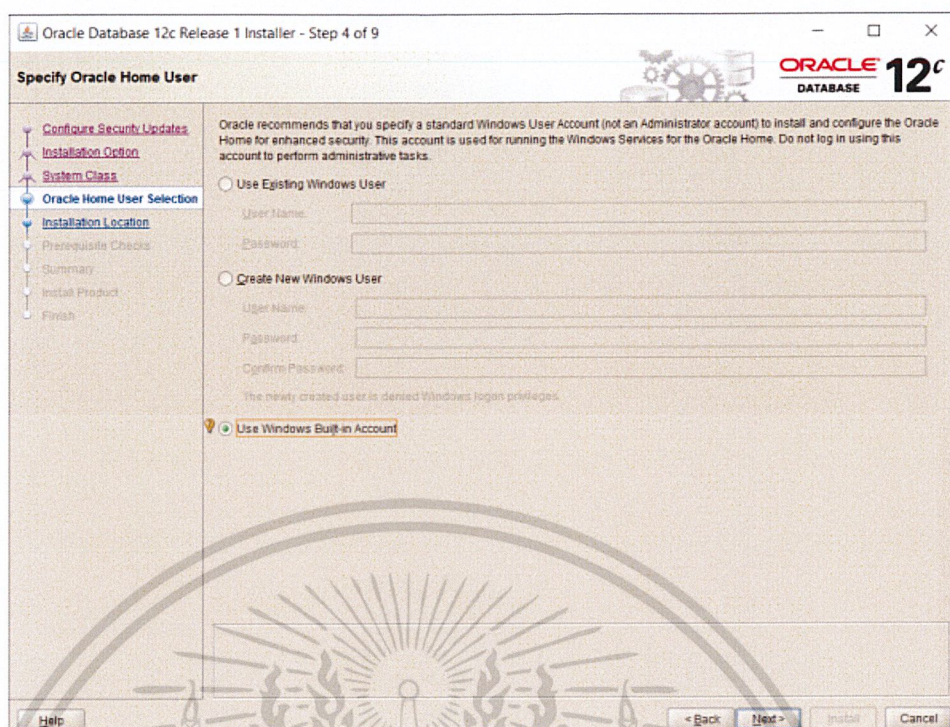 Oracle Database 12c Release 1 Installer - Step 4 of 9
Specify Oracle Home User
ORACLE
DATABASE
12c
Configure Security Updates
Installation Option
System Class
Oracle Home User Selection
Installation Location
Prerequisite Checks
Summary
Install Product
Finish
Oracle recommends that you specify a standard Windows User Account (not an Administrator account) to install and configure the Oracle
Home for enhanced security. This account is used for running the Windows Services for the Oracle Home. Do not log in using this
account to perform administrative tasks.
Use Existing Windows User
User Name:
Password:
Create New Windows User
User Name:
Password:
Confirm Password:
The newly created user is denied Windows logon privileges.
Use Windows Built-in Account
Help
< Back
Next >
Install
Cancel